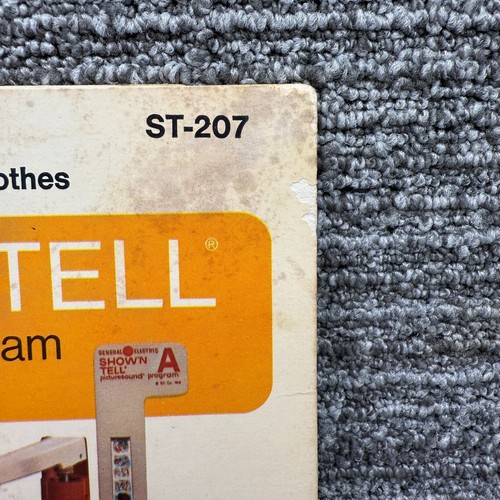 ST-207
othes
TELL®
am
GENERAL ELECTRIC
SHOW'N
TELL®
A
picturesound® program